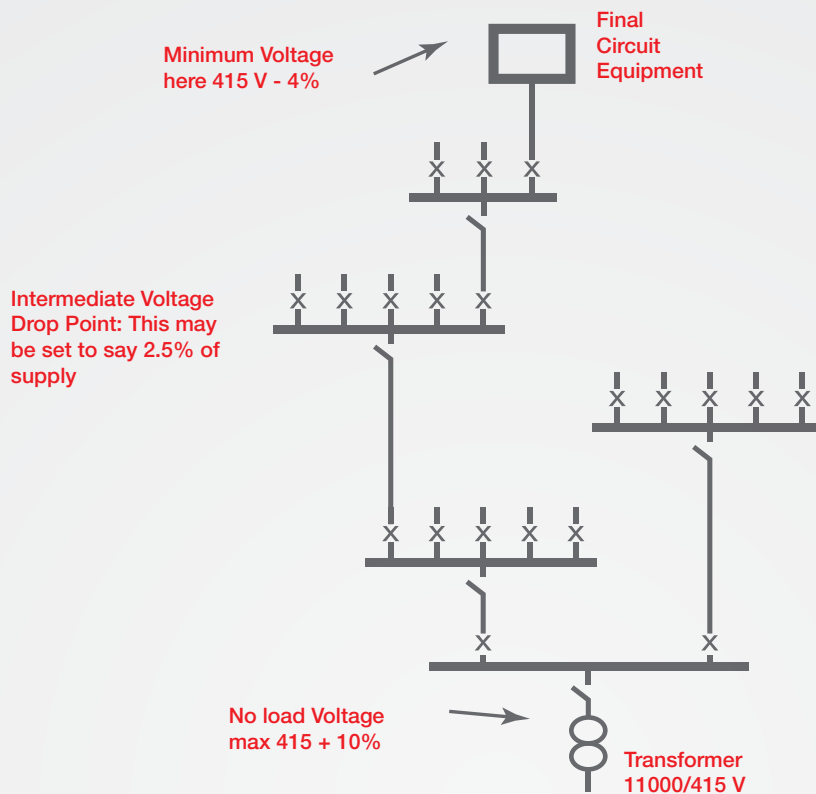 Final
Circuit
Equipment
Minimum Voltage
here 415 V - 4%
Intermediate Voltage
Drop Point: This may
be set to say 2.5% of
supply
No load Voltage
max 415 + 10%
Transformer
11000/415 V